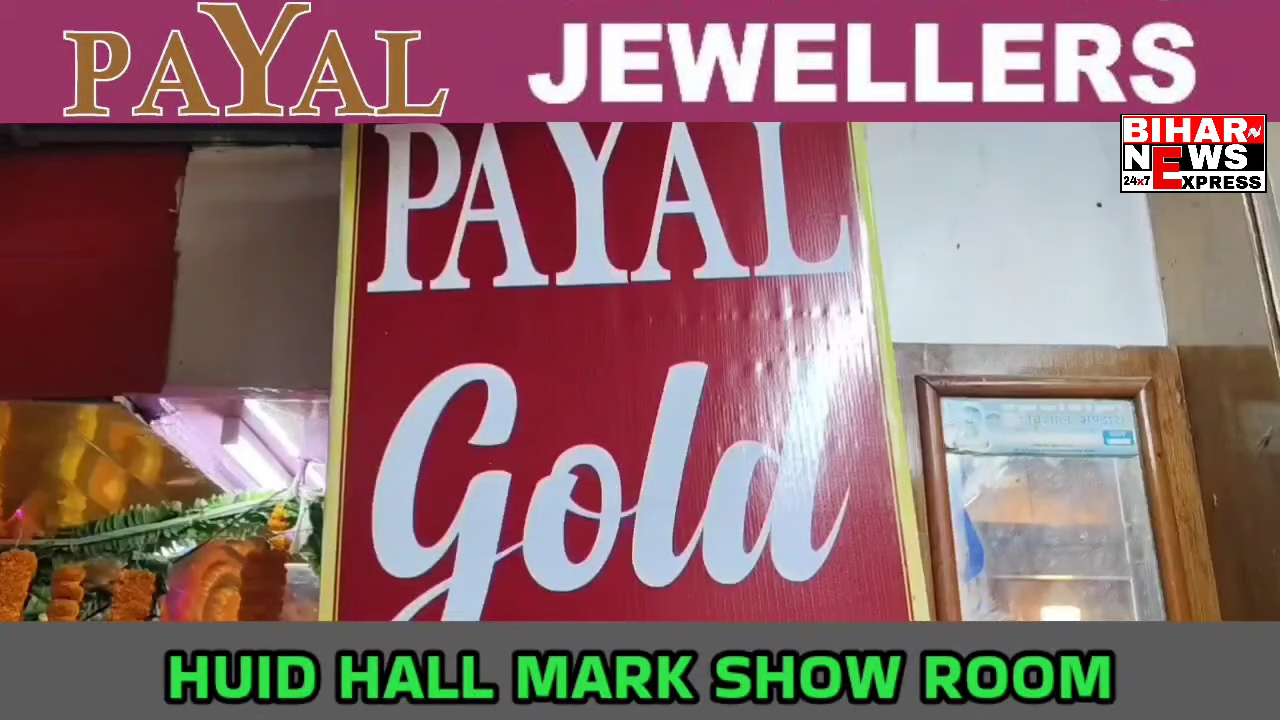 PAYAL JEWELLERS
BIHAR
NEWS
24x7 EXPRESS
PAYAL
Gold
HUID HALL MARK SHOW ROOM